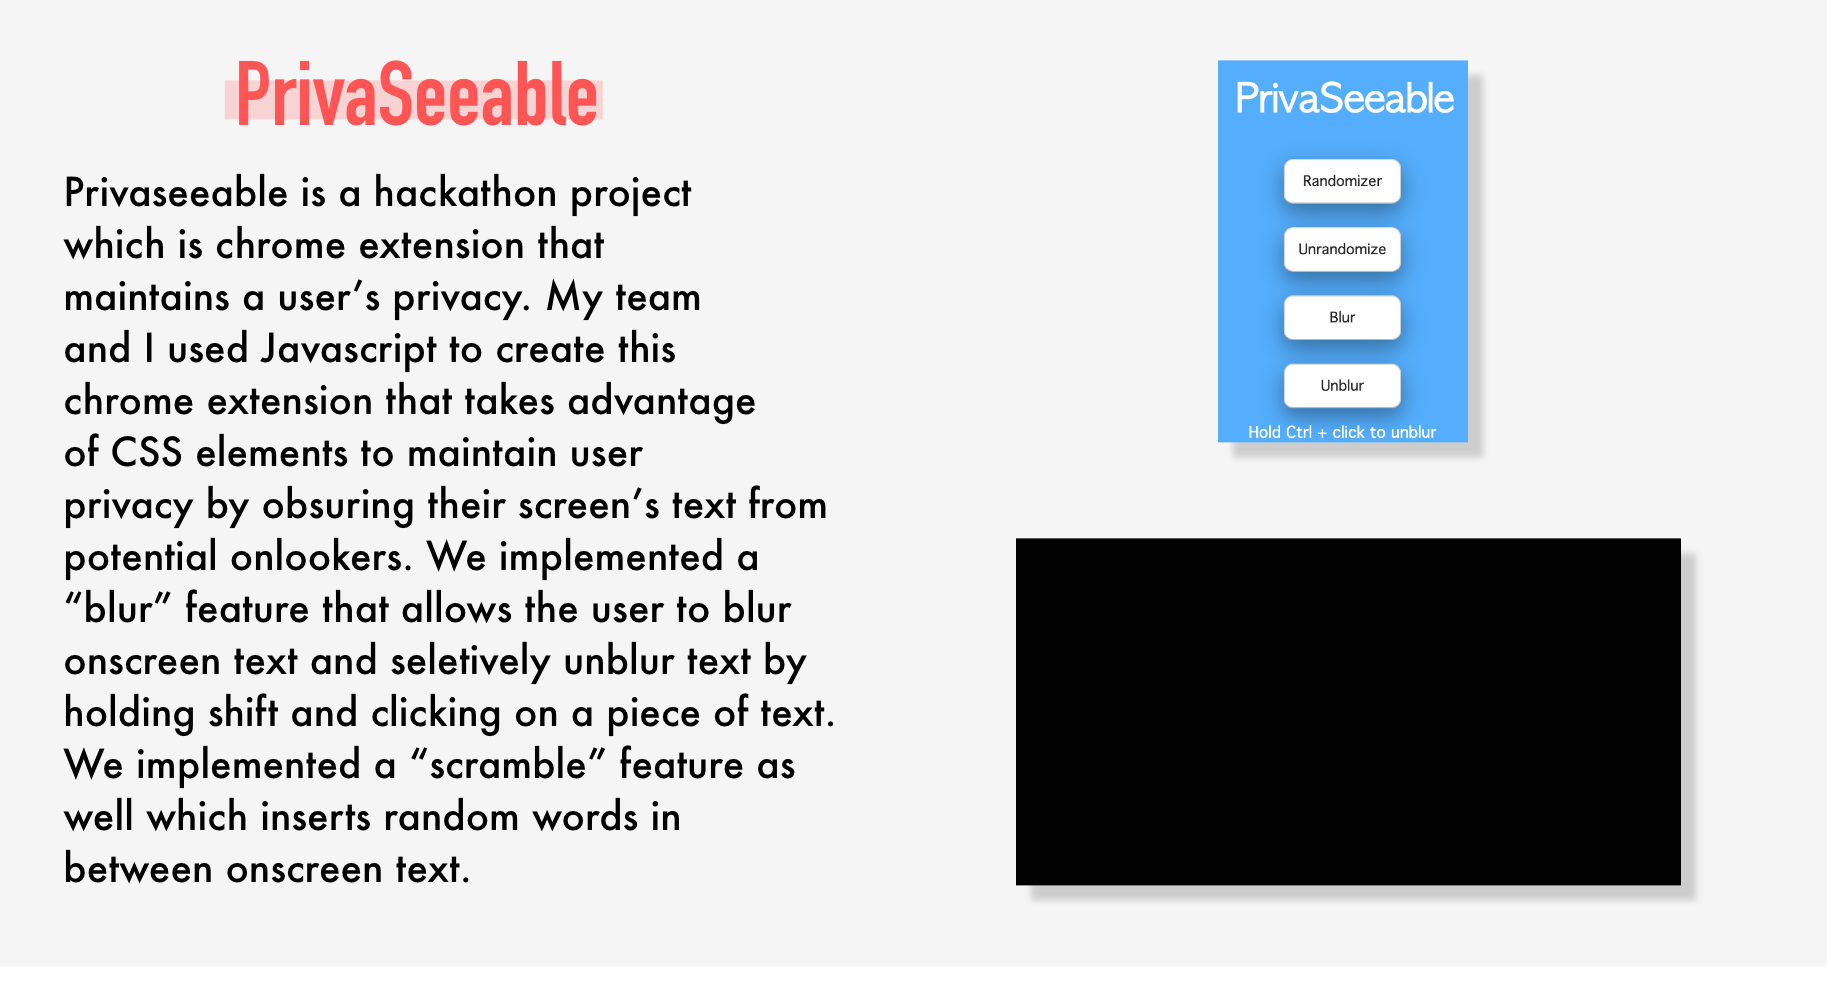 PrivaSeeable
Privaseeable is a hackathon project
which is chrome extension that
maintains a user’s privacy. My team
and I used Javascript to create this
chrome extension that takes advantage
of CSS elements to maintain user
privacy by obsuring their screen’s text from
potential onlookers. We implemented a
“blur” feature that allows the user to blur
onscreen text and seletively unblur text by
holding shift and clicking on a piece of text.
We implemented a “scramble” feature as
well which inserts random words in
between onscreen text.
PrivaSeeable
Randomizer
Unrandomize
Blur
Unblur
Hold Ctrl + click to unblur